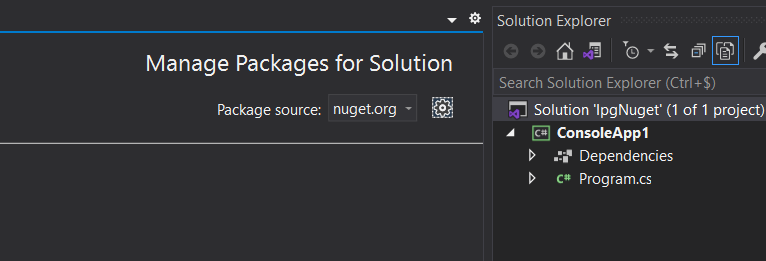 Manage Packages for Solution
Package source: nuget.org
Solution Explorer
Search Solution Explorer (Ctrl+$)
Solution 'IpgNuget' (1 of 1 project)
C# ConsoleApp1
Dependencies
C# Program.cs